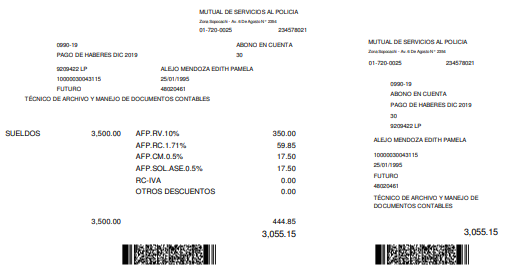 MUTUAL DE SERVICIOS AL POLICIA
Zona Sopocachi - Av. 6 De Agosto N° 2354
01-720-0025 234578021
0990-19 ABONO EN CUENTA
PAGO DE HABERES DIC 2019 30
9209422 LP ALEJO MENDOZA EDITH PAMELA
10000030043115 25/01/1995
FUTURO 48020461
TÉCNICO DE ARCHIVO Y MANEJO DE DOCUMENTOS CONTABLES
SUELDOS 3,500.00 AFP.RV.10% 350.00
AFP.RC.1.71% 59.85
AFP.CM.0.5% 17.50
AFP.SOL.ASE.0.5% 17.50
RC-IVA 0.00
OTROS DESCUENTOS 0.00
3,500.00 444.85
3,055.15
MUTUAL DE SERVICIOS AL POLICIA
Zona Sopocachi - Av. 6 De Agosto N° 2354
01-720-0025 234578021
0990-19
ABONO EN CUENTA
PAGO DE HABERES DIC 2019
30
9209422 LP
ALEJO MENDOZA EDITH PAMELA
10000030043115
25/01/1995
FUTURO
48020461
TÉCNICO DE ARCHIVO Y MANEJO DE
DOCUMENTOS CONTABLES
3,055.15